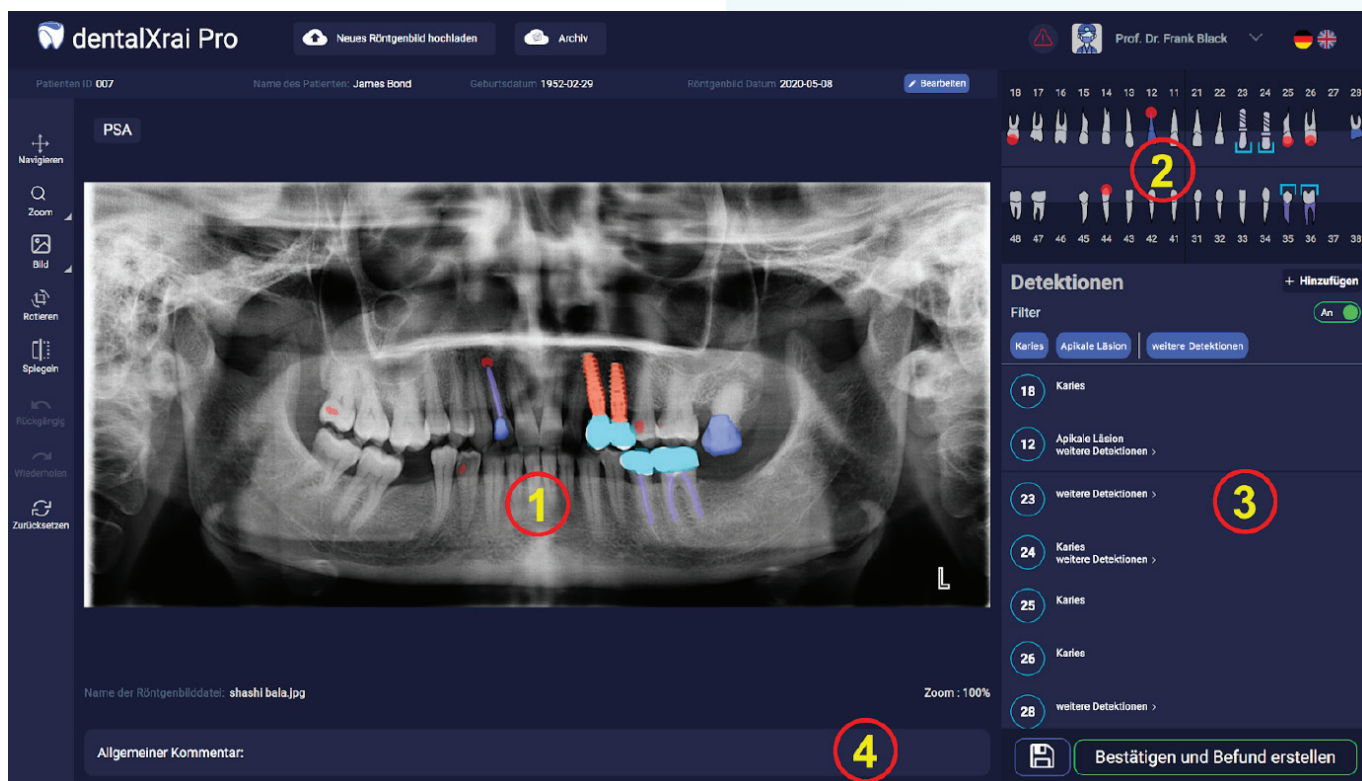 dentalXrai Pro
Neues Röntgenbild hochladen
Archiv
Prof. Dr. Frank Black
Patienten ID 007
Name des Patienten: James Bond
Geburtsdatum 1952-02-29
Röntgenbild Datum 2020-05-08
Bearbeiten
18 17 16 15 14 13 12 11 21 22 23 24 25 26 27 28
2
48 47 46 45 44 43 42 41 31 32 33 34 35 36 37 38
Navigieren
Zoom
Bild
Rotieren
Spiegeln
Rückgängig
Wiederholen
Zurücksetzen
PSA
1
L
Name der Röntgenbilddatei: shashi bala.jpg
Zoom : 100%
Allgemeiner Kommentar:
4
Detektionen
+ Hinzufügen
Filter
An
Karies
Apikale Läsion
weitere Detektionen
18
Karies
12
Apikale Läsion
weitere Detektionen >
23
weitere Detektionen >
3
24
Karies
weitere Detektionen >
25
Karies
26
Karies
28
weitere Detektionen >
Bestätigen und Befund erstellen